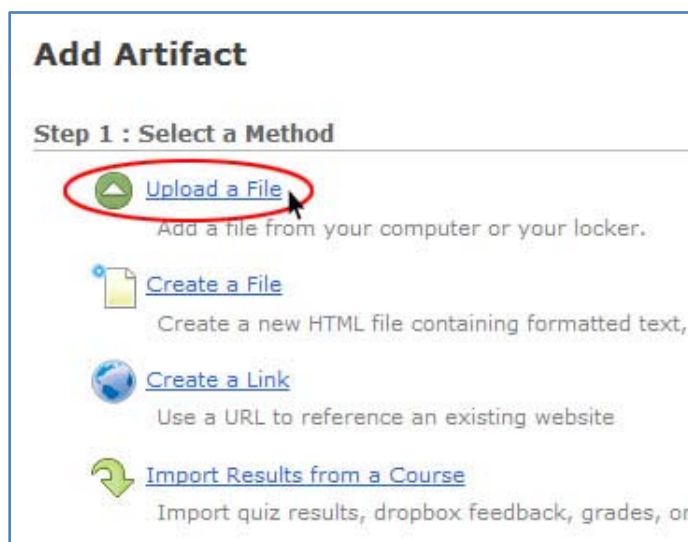 Add Artifact
Step 1 : Select a Method
Upload a File
Add a file from your computer or your locker.
Create a File
Create a new HTML file containing formatted text,
Create a Link
Use a URL to reference an existing website
Import Results from a Course
Import quiz results, dropbox feedback, grades, or